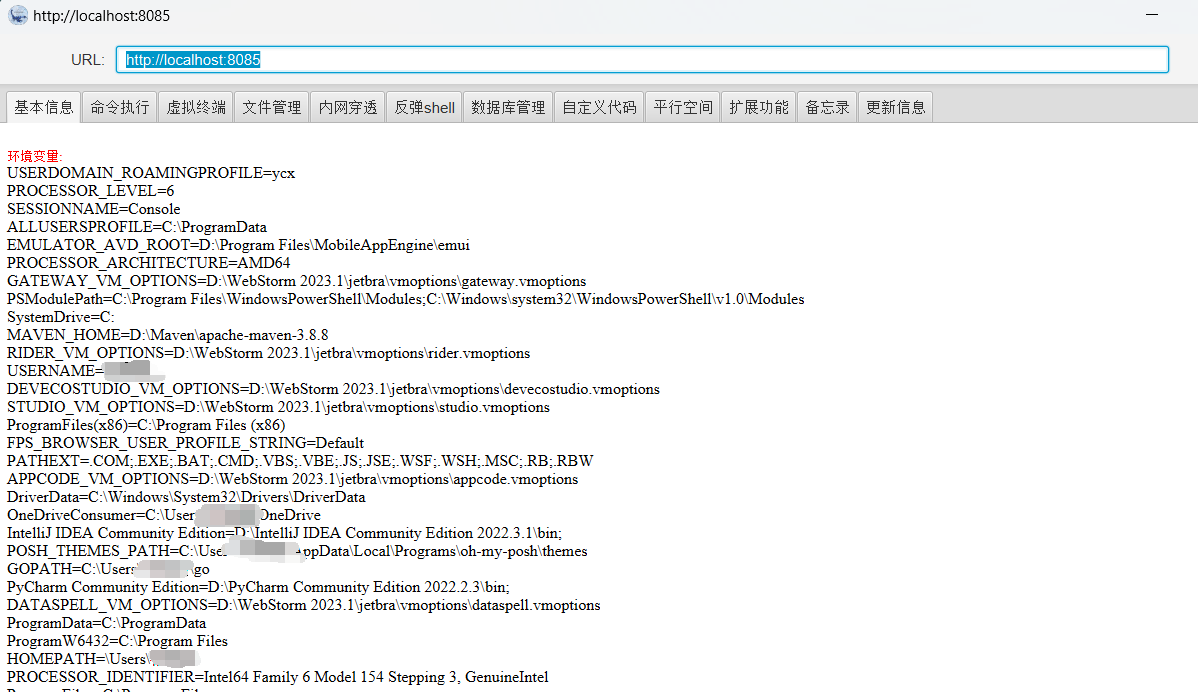 http://localhost:8085
URL: http://localhost:8085
基本信息 命令执行 虚拟终端 文件管理 内网穿透 反弹shell 数据库管理 自定义代码 平行空间 扩展功能 备忘录 更新信息
环境变量:
USERDOMAIN_ROAMINGPROFILE=ycx
PROCESSOR_LEVEL=6
SESSIONNAME=Console
ALLUSERSPROFILE=C:\ProgramData
EMULATOR_AVD_ROOT=D:\Program Files\MobileAppEngine\emui
PROCESSOR_ARCHITECTURE=AMD64
GATEWAY_VM_OPTIONS=D:\WebStorm 2023.1\jetbra\vmoptions\gateway.vmoptions
PSModulePath=C:\Program Files\WindowsPowerShell\Modules;C:\Windows\system32\WindowsPowerShell\v1.0\Modules
SystemDrive=C:
MAVEN_HOME=D:\Maven\apache-maven-3.8.8
RIDER_VM_OPTIONS=D:\WebStorm 2023.1\jetbra\vmoptions\rider.vmoptions
USERNAME=
DEVECOSTUDIO_VM_OPTIONS=D:\WebStorm 2023.1\jetbra\vmoptions\devecostudio.vmoptions
STUDIO_VM_OPTIONS=D:\WebStorm 2023.1\jetbra\vmoptions\studio.vmoptions
ProgramFiles(x86)=C:\Program Files (x86)
FPS_BROWSER_USER_PROFILE_STRING=Default
PATHEXT=.COM;.EXE;.BAT;.CMD;.VBS;.VBE;.JS;.JSE;.WSF;.WSH;.MSC;.RB;.RBW
APPCODE_VM_OPTIONS=D:\WebStorm 2023.1\jetbra\vmoptions\appcode.vmoptions
DriverData=C:\Windows\System32\Drivers\DriverData
OneDriveConsumer=C:\User OneDrive
IntelliJ IDEA Community Edition=D:\IntelliJ IDEA Community Edition 2022.3.1\bin;
POSH_THEMES_PATH=C:\Use AppData\Local\Programs\oh-my-posh\themes
GOPATH=C:\Users\ \go
PyCharm Community Edition=D:\PyCharm Community Edition 2022.2.3\bin;
DATASPELL_VM_OPTIONS=D:\WebStorm 2023.1\jetbra\vmoptions\dataspell.vmoptions
ProgramData=C:\ProgramData
ProgramW6432=C:\Program Files
HOMEPATH=\Users\
PROCESSOR_IDENTIFIER=Intel64 Family 6 Model 154 Stepping 3, GenuineIntel